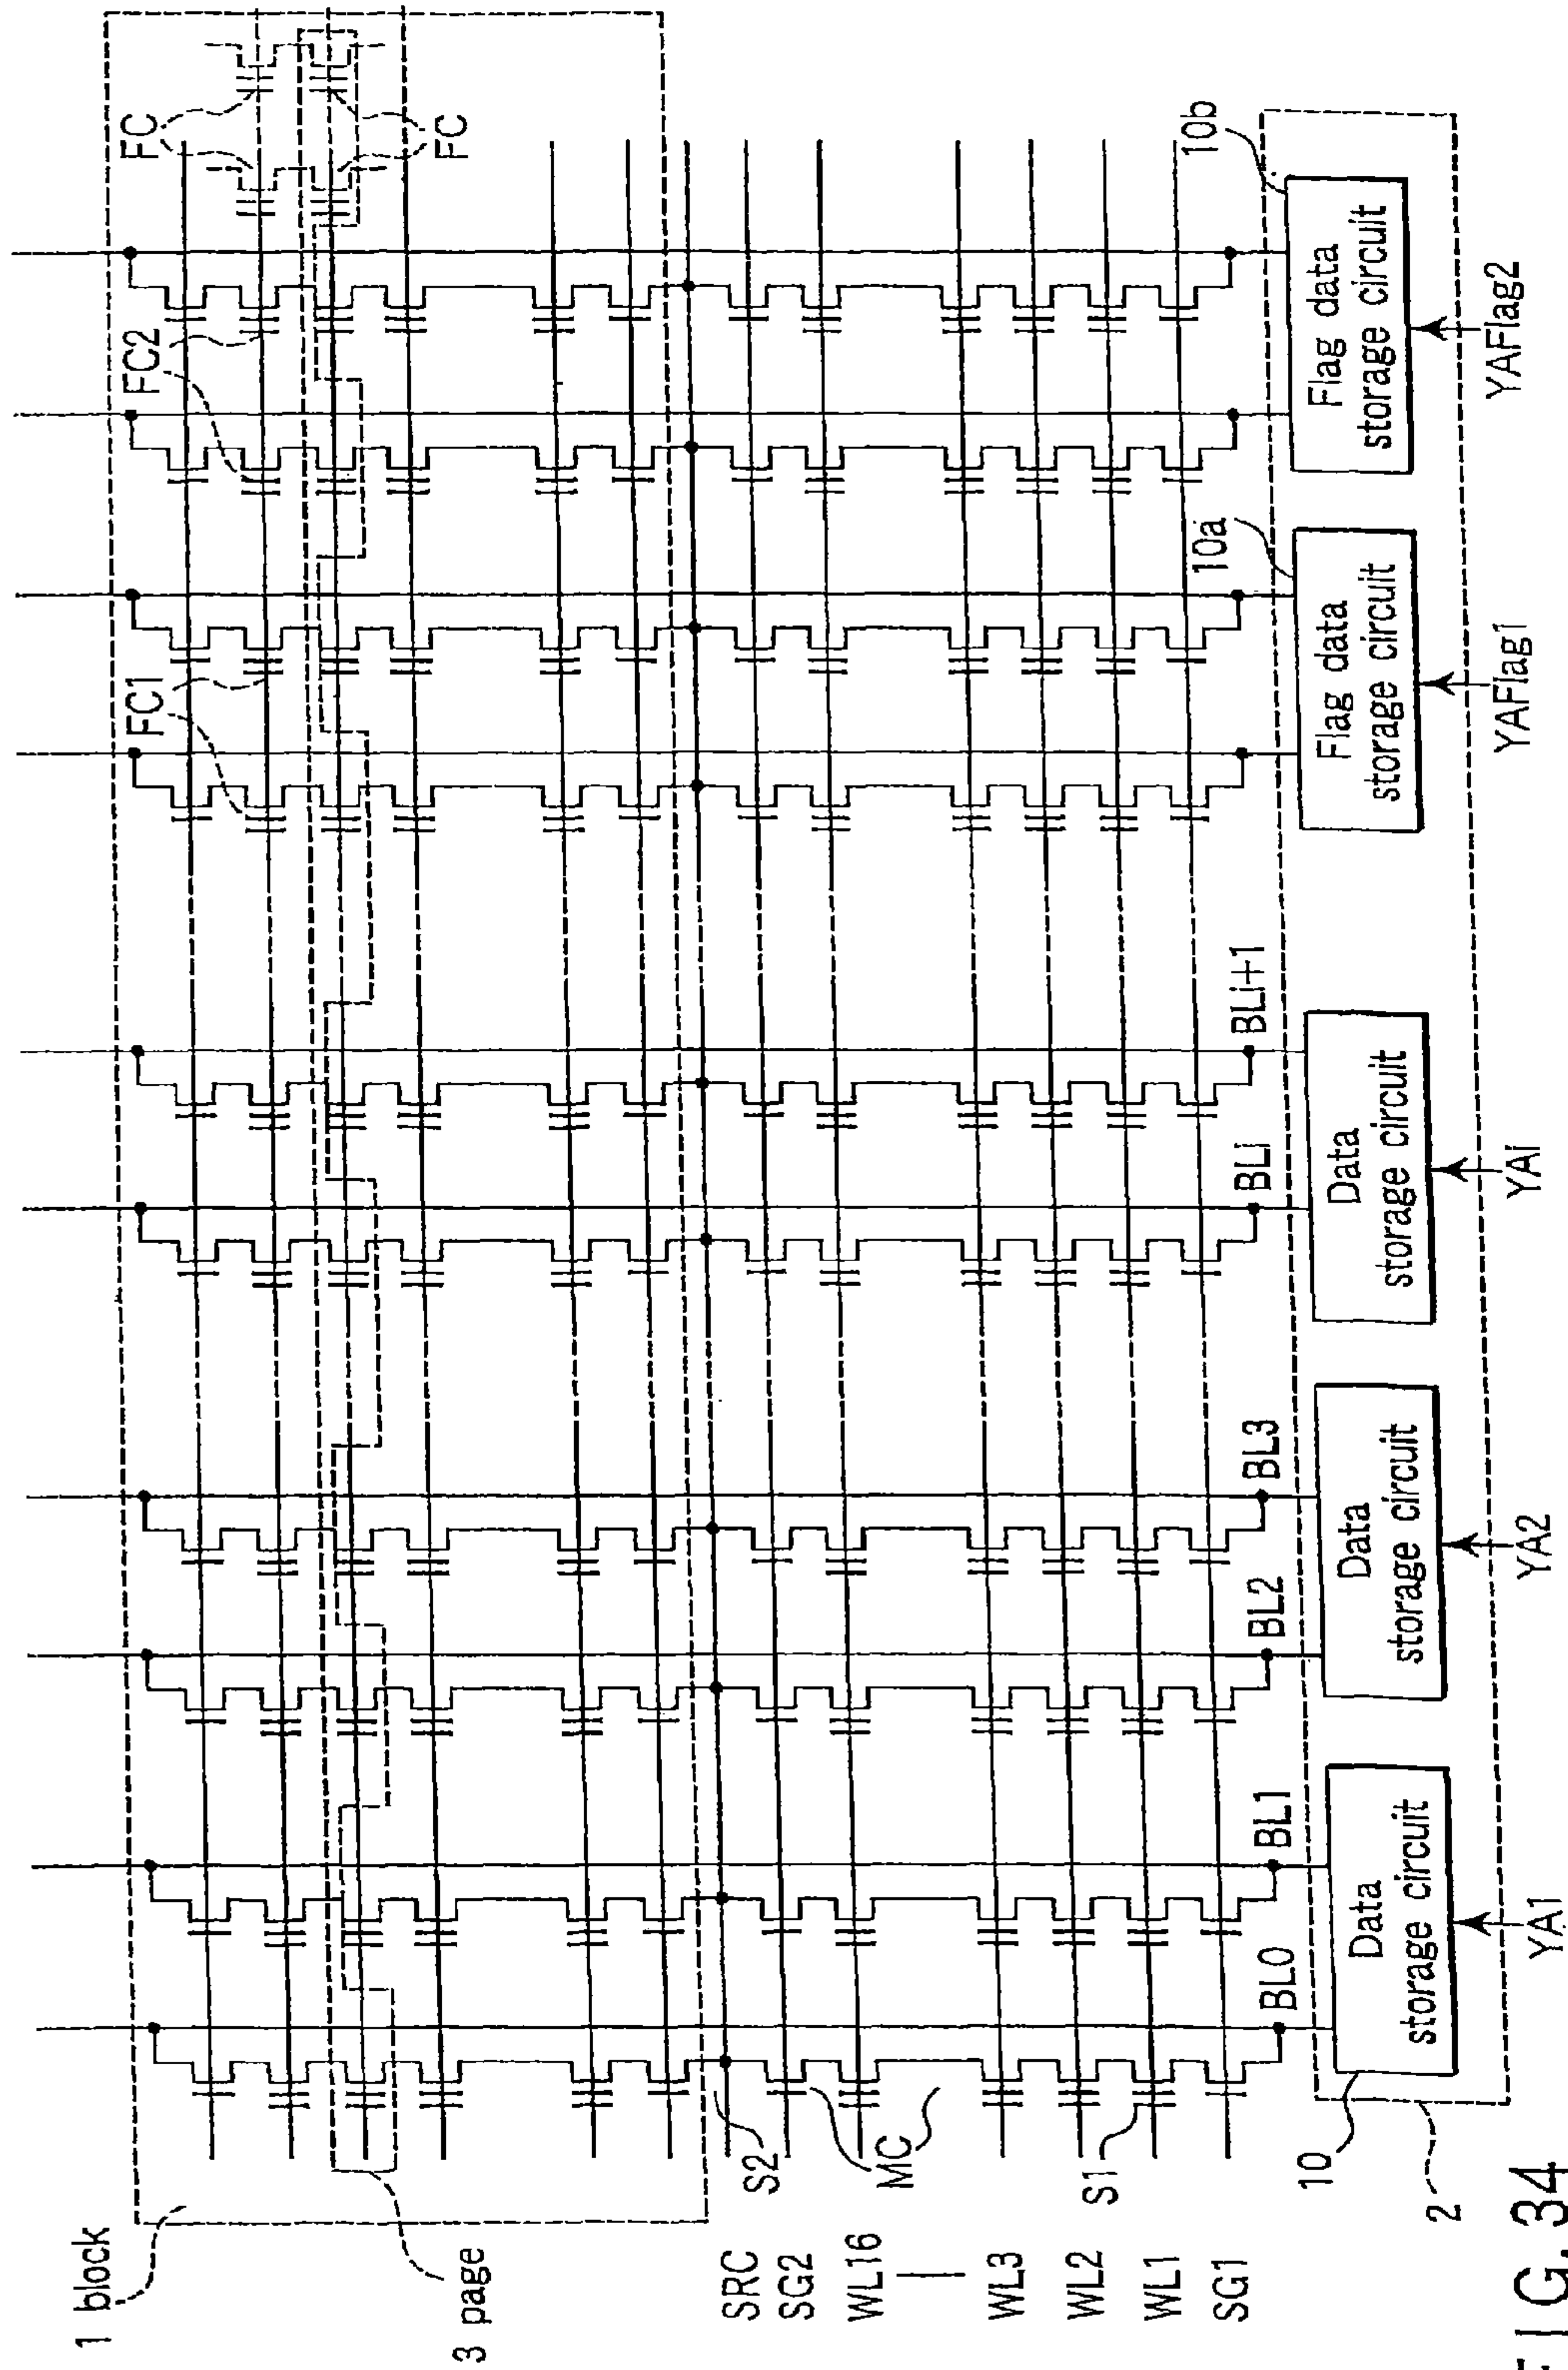 1 block
3 page
FC
FC
FC1
FC2
SRC
SG2
WL16
WL3
WL2
WL1
SG1
S2
MC
S1
BL0
BL1
BL2
BL3
BLi
BLi+1
10a
10b
10
2
Data
storage circuit
Data
storage circuit
Data
storage circuit
Flag data
storage circuit
Flag data
storage circuit
YA1
YA2
YAi
YAFlag1
YAFlag2
FIG. 34